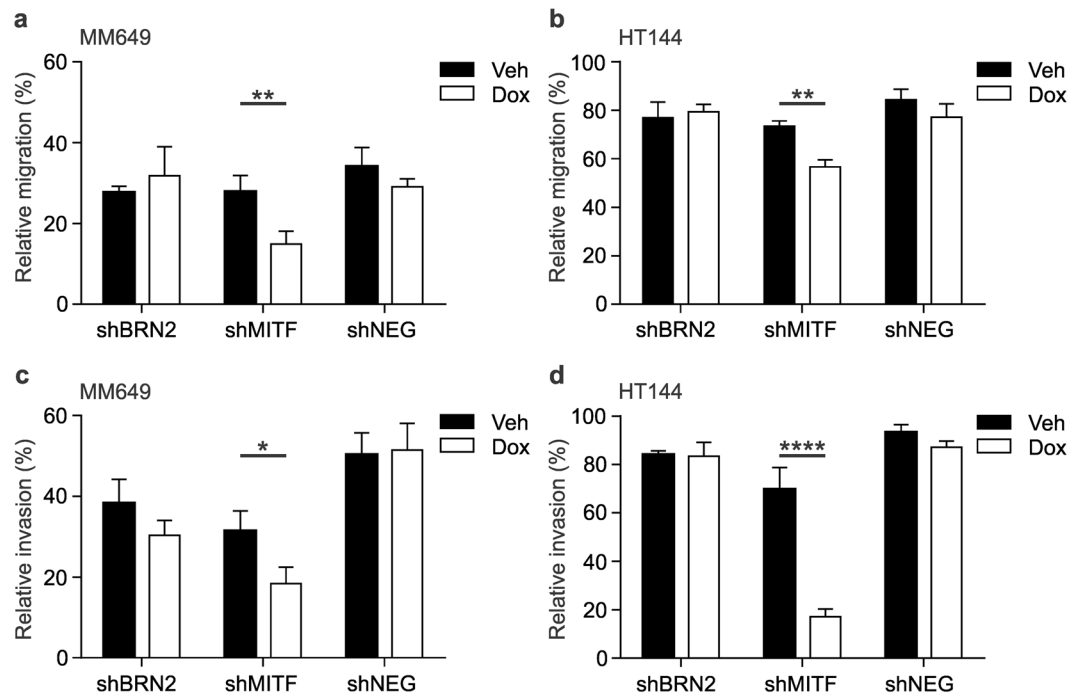 a
MM649
Relative migration (%)
60
40
20
0
**
Veh
Dox
shBRN2 shMITF shNEG
b
HT144
Relative migration (%)
100
80
60
40
20
0
**
Veh
Dox
shBRN2 shMITF shNEG
c
MM649
Relative invasion (%)
60
40
20
0
*
Veh
Dox
shBRN2 shMITF shNEG
d
HT144
Relative invasion (%)
100
80
60
40
20
0
****
Veh
Dox
shBRN2 shMITF shNEG